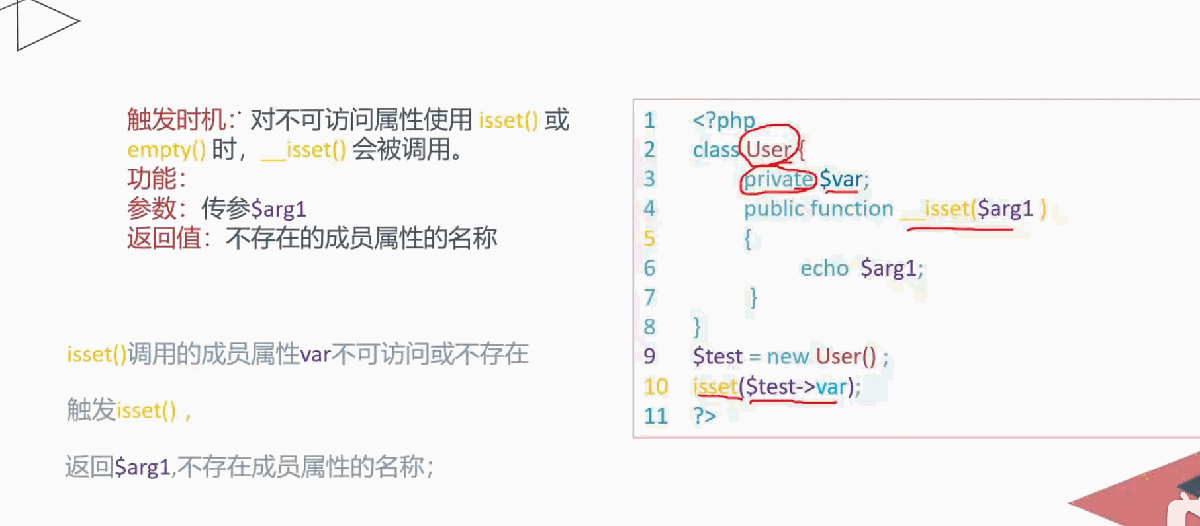 触发时机：对不可访问属性使用 isset() 或
empty() 时，__isset() 会被调用。
功能：
参数：传参$arg1
返回值：不存在的成员属性的名称
isset()调用的成员属性var不可访问或不存在
触发isset() ，
返回$arg1,不存在成员属性的名称；
1 <?php
2 class User {
3 private $var;
4 public function __isset($arg1 )
5 {
6 echo $arg1;
7 }
8 }
9 $test = new User() ;
10 isset($test->var);
11 ?>